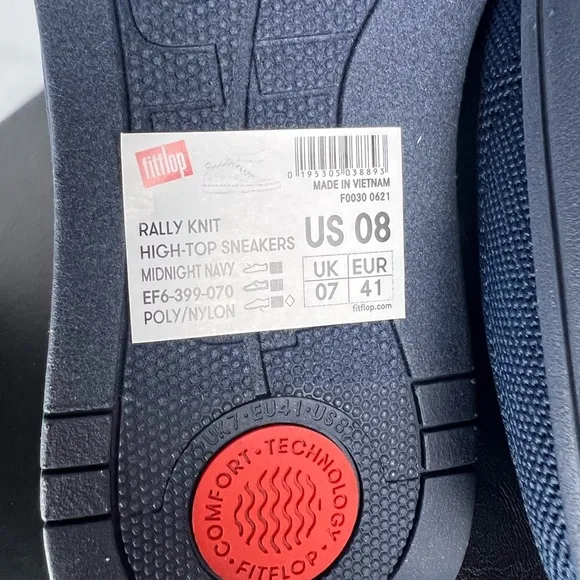 fitflop
0 195305 038893
MADE IN VIETNAM
F0030 0621
RALLY KNIT
HIGH-TOP SNEAKERS
MIDNIGHT NAVY
EF6-399-070
POLY/NYLON
US 08
UK EUR
07 41
fitflop.com
UK7·EU41·US8
COMFORT·TECHNOLOGY
·FITFLOP·